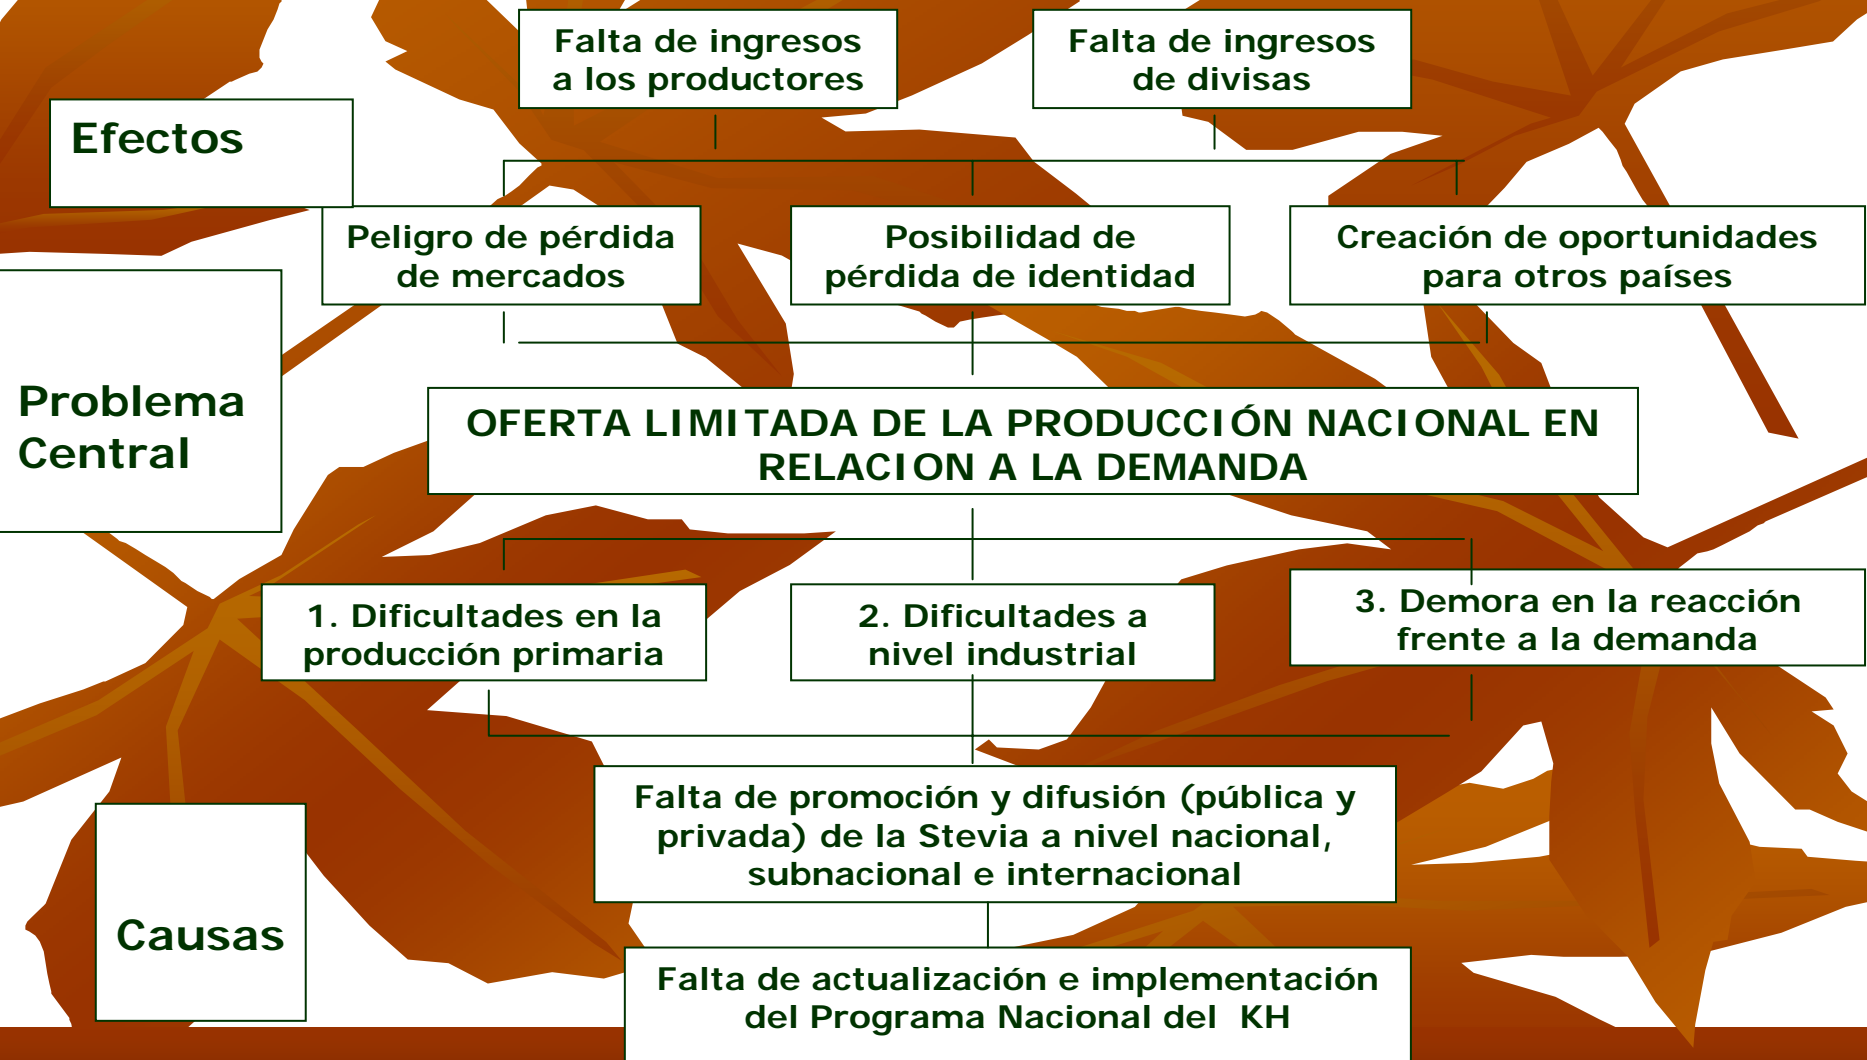 Falta de ingresos
a los productores
Falta de ingresos
de divisas
Efectos
Peligro de pérdida
de mercados
Posibilidad de
pérdida de identidad
Creación de oportunidades
para otros países
Problema
Central
OFERTA LIMITADA DE LA PRODUCCIÓN NACIONAL EN
RELACION A LA DEMANDA
1. Dificultades en la
producción primaria
2. Dificultades a
nivel industrial
3. Demora en la reacción
frente a la demanda
Falta de promoción y difusión (pública y
privada) de la Stevia a nivel nacional,
subnacional e internacional
Causas
Falta de actualización e implementación
del Programa Nacional del KH